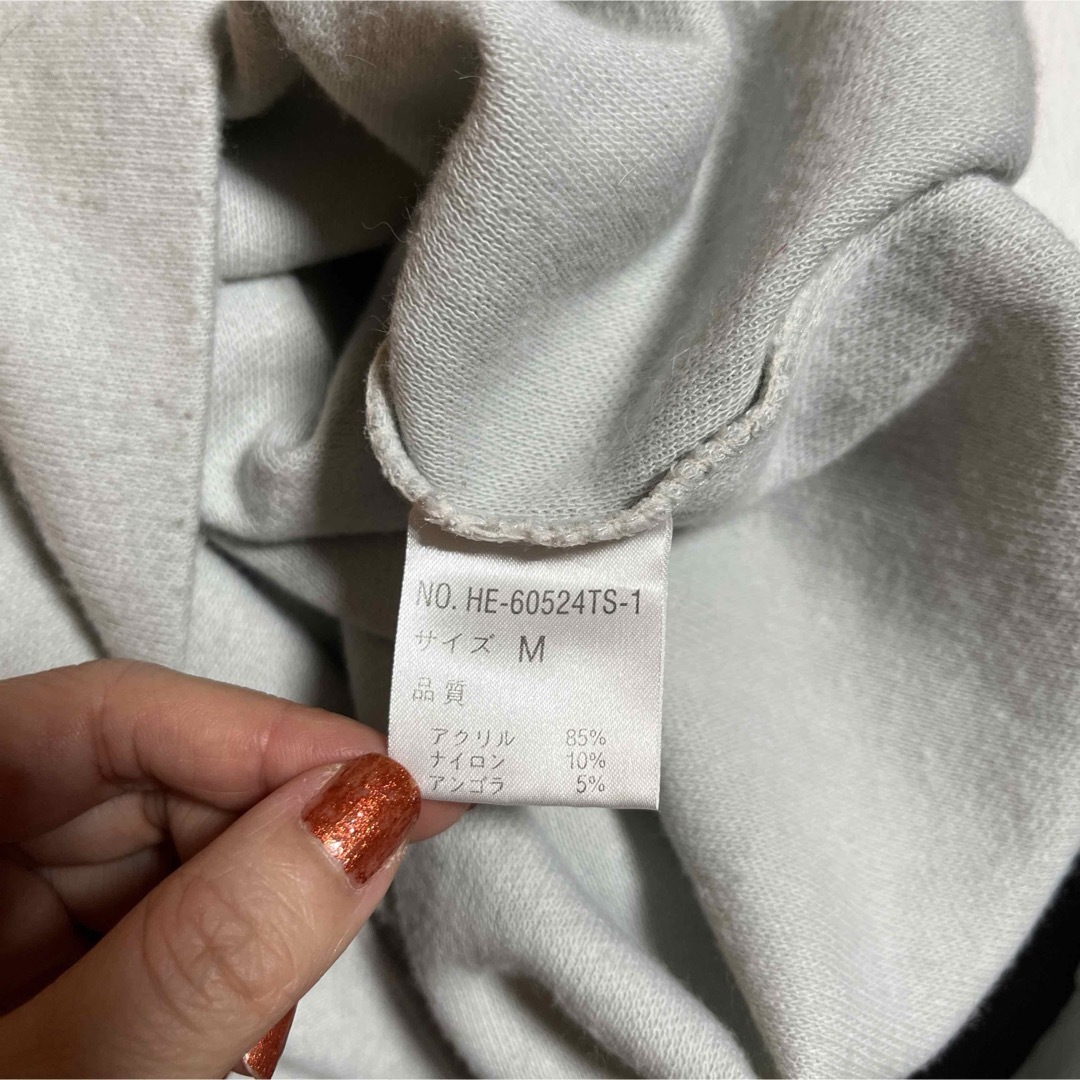 NO. HE-60524TS-1
サイズ M
品質
アクリル 85%
ナイロン 10%
アンゴラ 5%